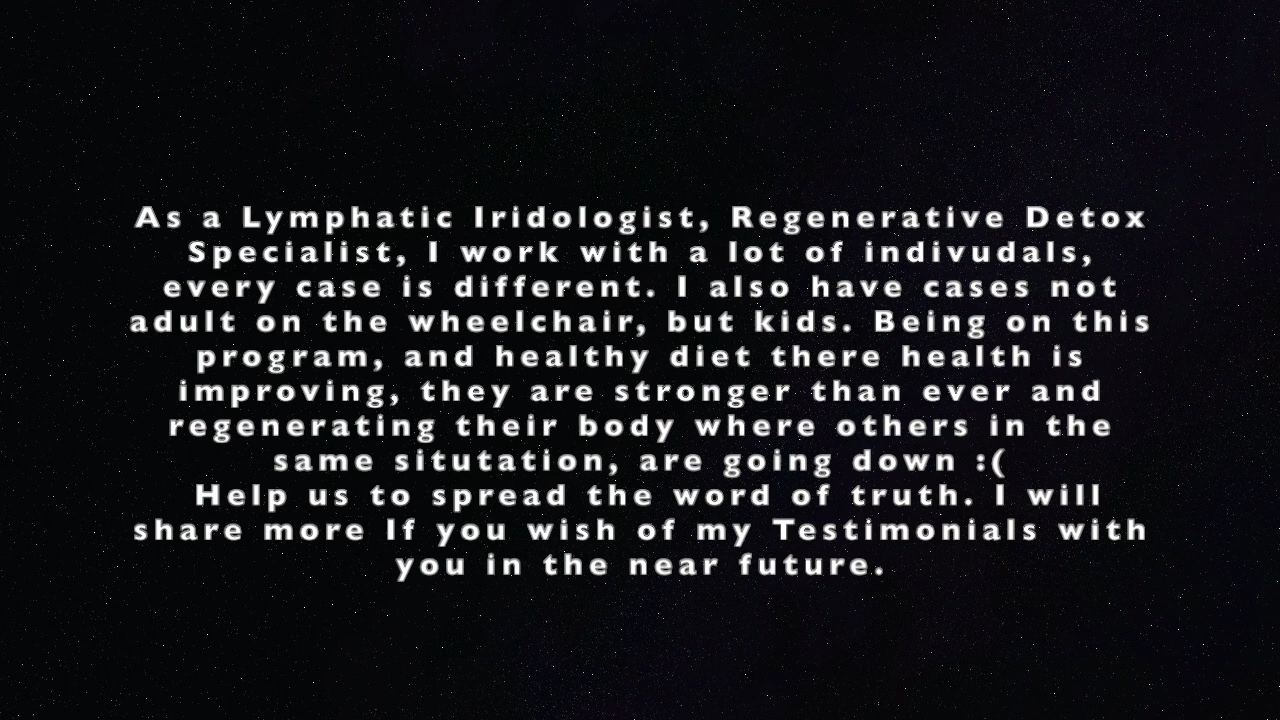 As a Lymphatic Iridologist, Regenerative Detox
Specialist, I work with a lot of indivudals,
every case is different. I also have cases not
adult on the wheelchair, but kids. Being on this
program, and healthy diet there health is
improving, they are stronger than ever and
regenerating their body where others in the
same situtation, are going down :(
Help us to spread the word of truth. I will
share more If you wish of my Testimonials with
you in the near future.